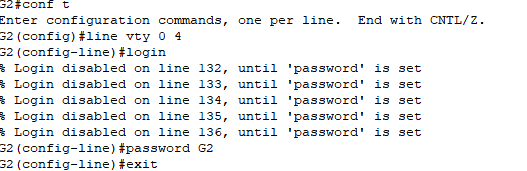 G2#conf t
Enter configuration commands, one per line.  End with CNTL/Z.
G2(config)#line vty 0 4
G2(config-line)#login
% Login disabled on line 132, until 'password' is set
% Login disabled on line 133, until 'password' is set
% Login disabled on line 134, until 'password' is set
% Login disabled on line 135, until 'password' is set
% Login disabled on line 136, until 'password' is set
G2(config-line)#password G2
G2(config-line)#exit